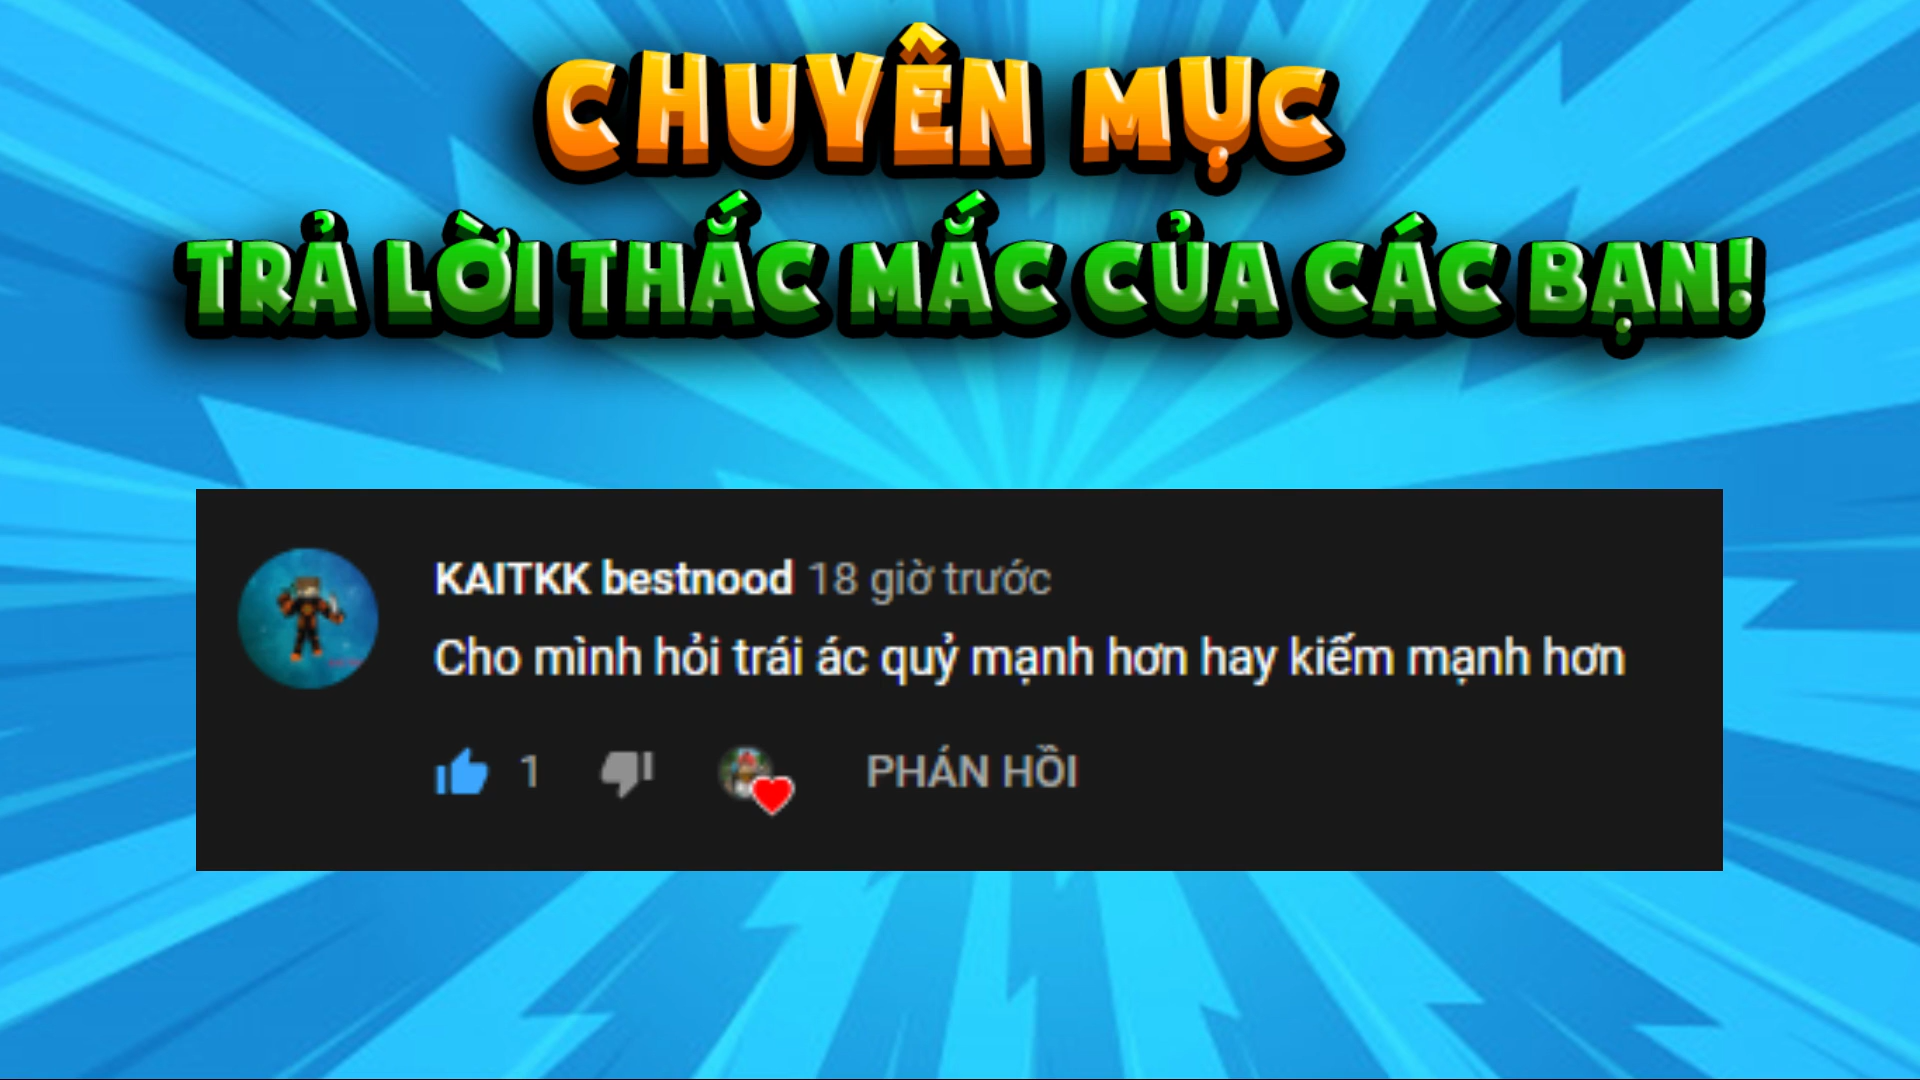 CHUYÊN MỤC
TRẢ LỜI THẮC MẮC CỦA CÁC BẠN!
KAITKK bestnood 18 giờ trước
Cho mình hỏi trái ác quỷ mạnh hơn hay kiếm mạnh hơn
1 PHẢN HỒI